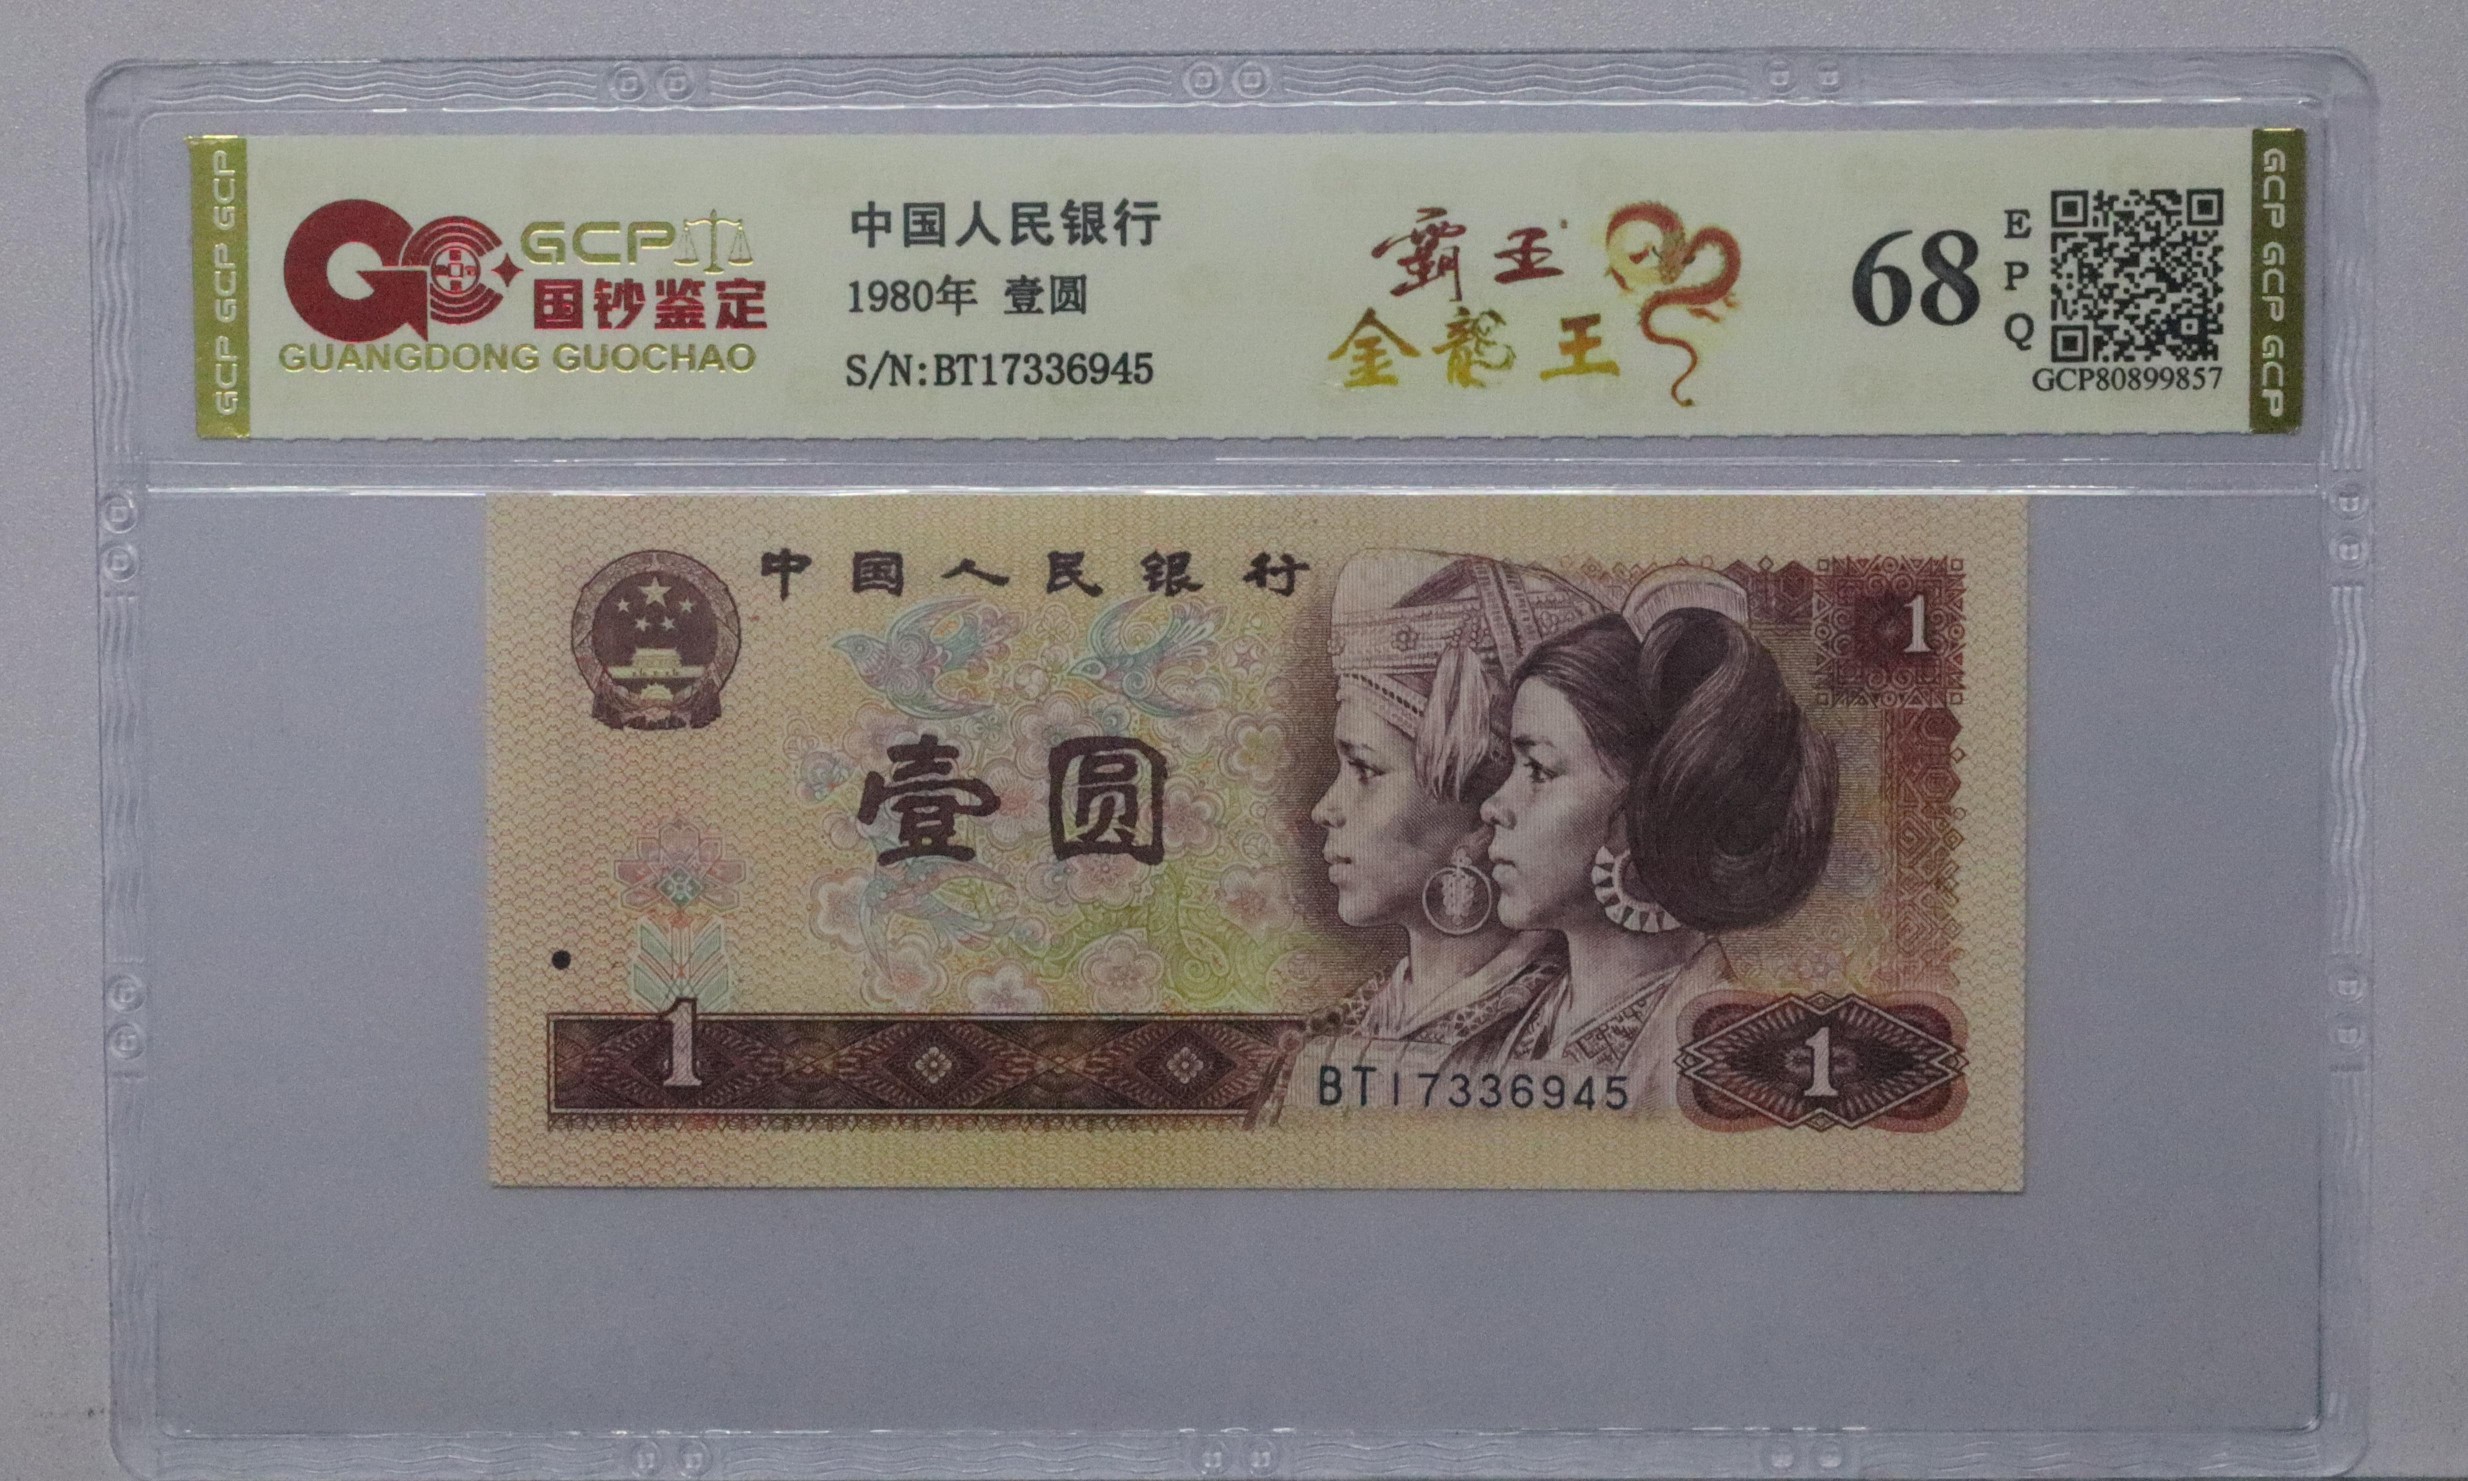 GCP GCP GCP
GCP
国钞鉴定
GUANGDONG GUOCHAO
中国人民银行
1980年 壹圆
S/N:BT17336945
霸王
金龍王
68
EPQ
GCP80899857
GCP GCP GCP
中国人民银行
1
壹圆
1
1
BT17336945